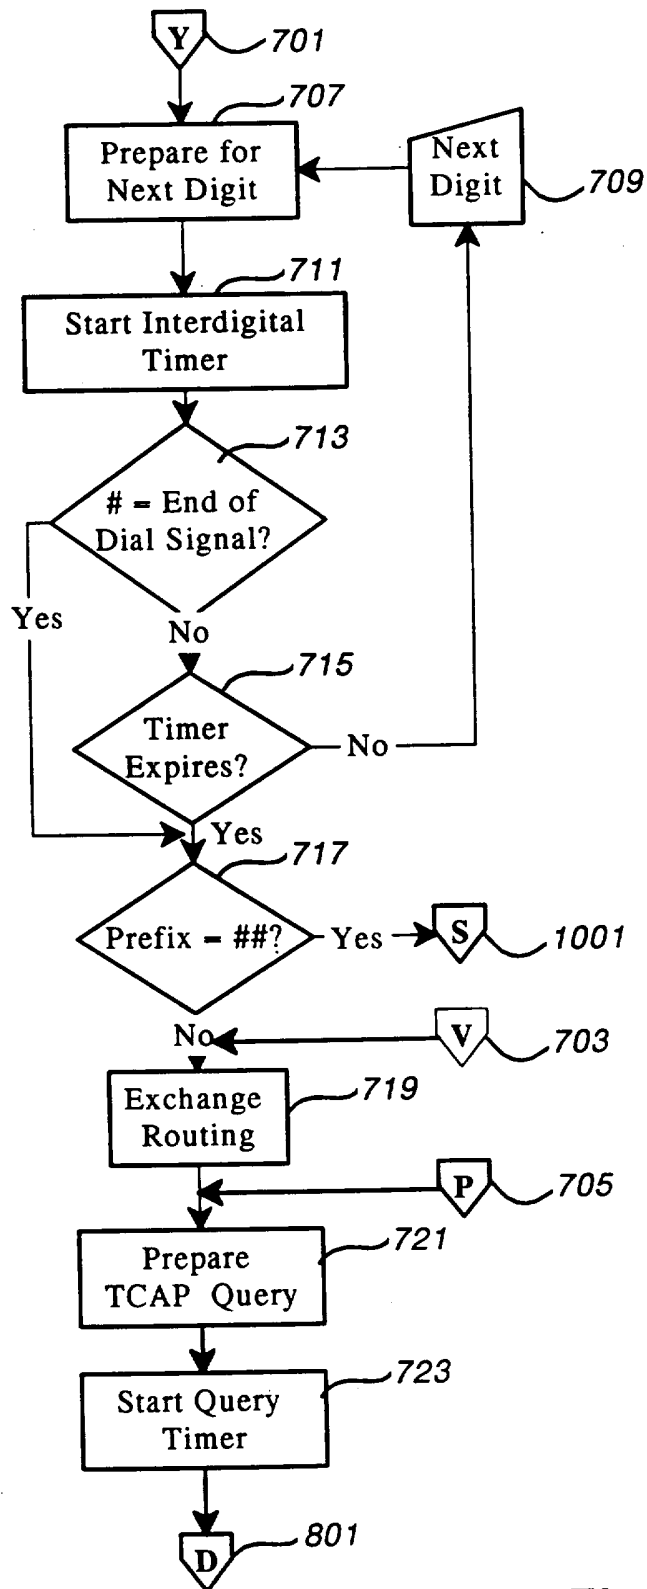 Y
701
707
Prepare for
Next Digit
Next
Digit
709
711
Start Interdigital
Timer
713
# = End of
Dial Signal?
Yes
No
715
Timer
Expires?
No
Yes
717
Prefix = ##?
Yes
S
1001
No
V
703
Exchange
Routing
719
P
705
721
Prepare
TCAP Query
723
Start Query
Timer
801
D